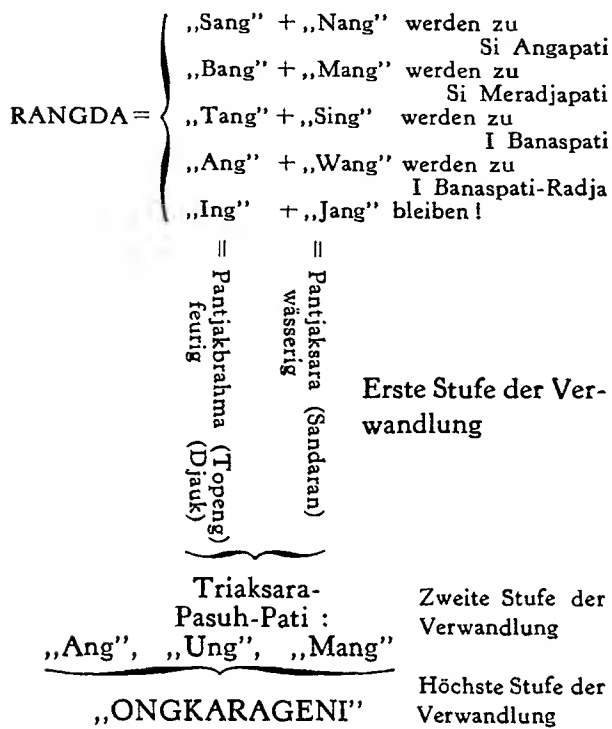 „Sang” + „Nang” werden zu
Si Angapati
„Bang” + „Mang” werden zu
Si Meradjapati
RANGDA = „Tang” + „Sing” werden zu
I Banaspati
„Ang” + „Wang” werden zu
I Banaspati-Radja
„Ing” + „Jang” bleiben!
= =
Pantjakbrahma (Topeng)
feurig (Djauk)
Pantjaksara (Sandaran)
wässerig
Erste Stufe der Ver-
wandlung
Triaksara-
Pasuh-Pati :
„Ang”, „Ung”, „Mang”
Zweite Stufe der
Verwandlung
„ONGKARAGENI”
Höchste Stufe der
Verwandlung